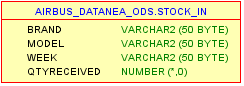 AIRBUS_DATANEA_ODS.STOCK_IN
BRAND VARCHAR2 (50 BYTE)
MODEL VARCHAR2 (50 BYTE)
WEEK VARCHAR2 (50 BYTE)
QTYRECEIVED NUMBER (*,0)